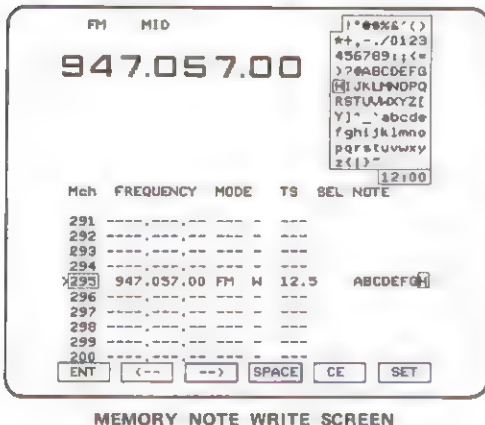 FM MID
947.057.00
!"#$%&'()
*+,-./0123
456789:;<=
>?@ABCDEFG
HIJKLMNOPQ
RSTUVWXYZ[
Y]^_`abcde
fghijklmno
pqrstuvwxy
z{|}~
12:00
Mch FREQUENCY MODE TS SEL NOTE
291 ----.---.-- -- - ---
292 ----.---.-- -- - ---
293 ----.---.-- -- - ---
294 ----.---.-- -- - ---
>295 947.057.00 FM W 12.5 ABCDEFGH
296 ----.---.-- -- - ---
297 ----.---.-- -- - ---
298 ----.---.-- -- - ---
299 ----.---.-- -- - ---
200 ----.---.-- -- - ---
ENT <-- --> SPACE CE SET
MEMORY NOTE WRITE SCREEN